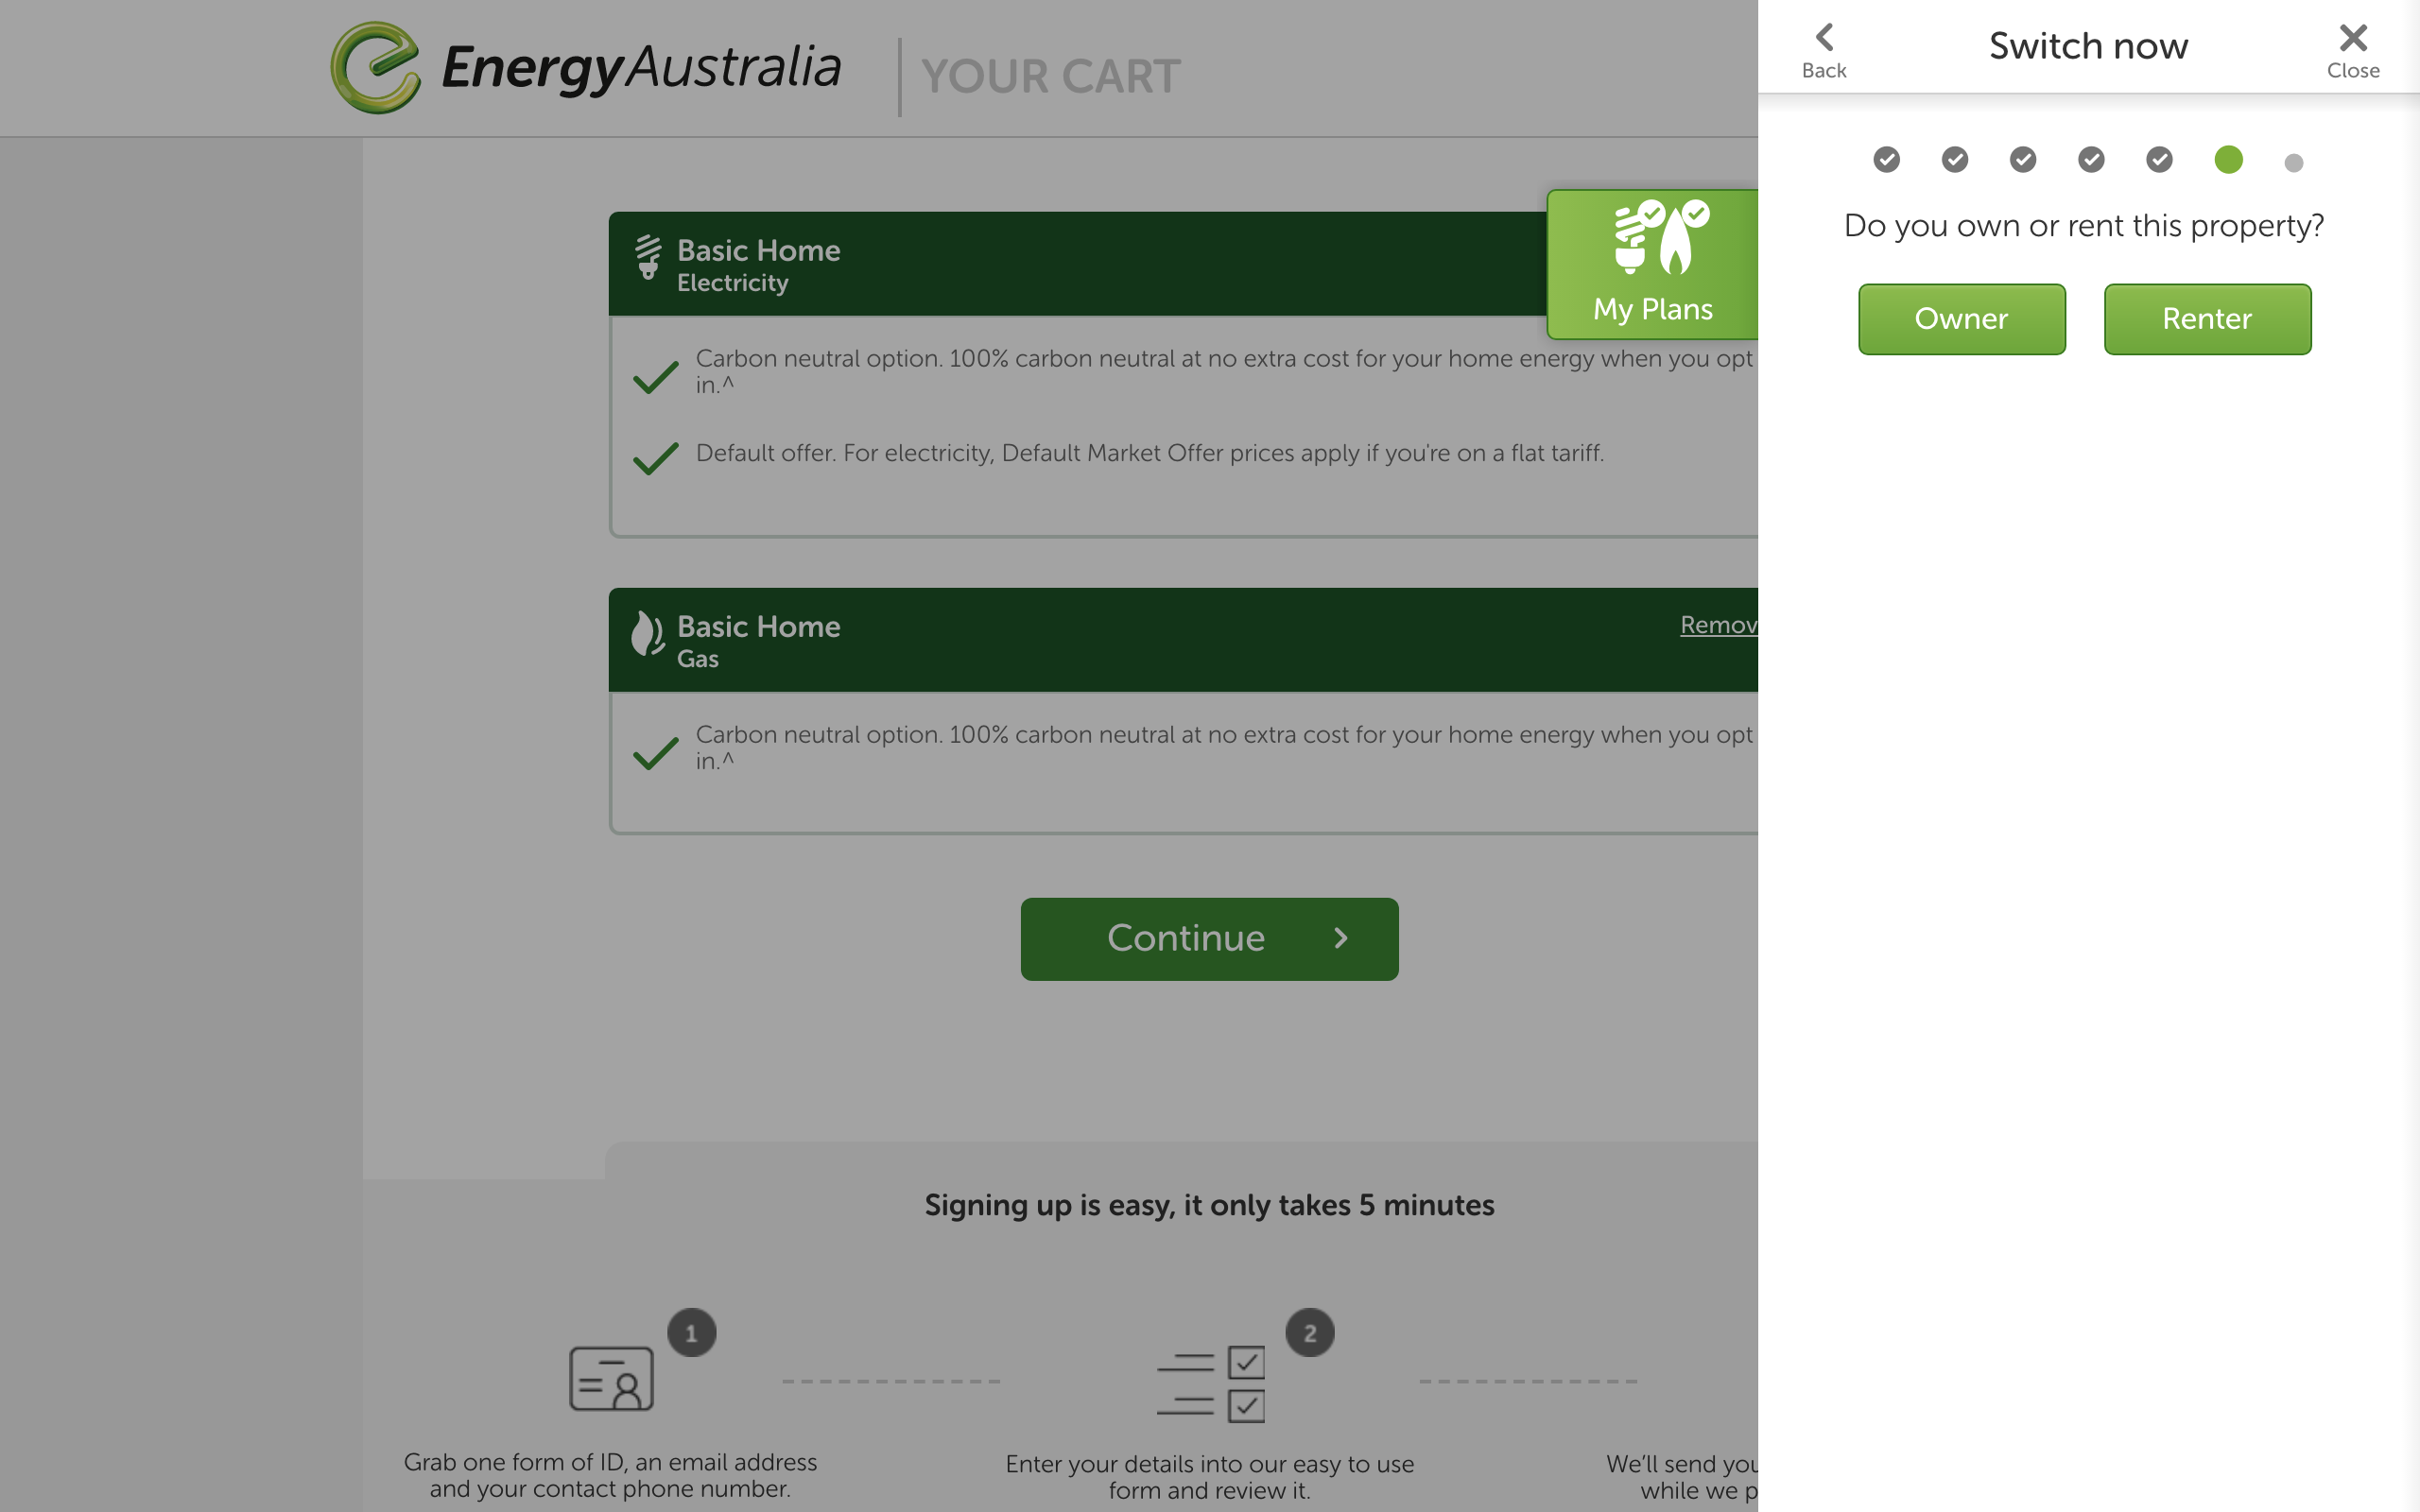 EnergyAustralia
YOUR CART
Back
Switch now
Close
Do you own or rent this property?
Owner
Renter
My Plans
Basic Home
Electricity
Carbon neutral option. 100% carbon neutral at no extra cost for your home energy when you opt
in.^
Default offer. For electricity, Default Market Offer prices apply if you're on a flat tariff.
Basic Home
Gas
Remov
Carbon neutral option. 100% carbon neutral at no extra cost for your home energy when you opt
in.^
Continue
Signing up is easy, it only takes 5 minutes
1
2
Grab one form of ID, an email address
and your contact phone number.
Enter your details into our easy to use
form and review it.
We'll send you
while we p